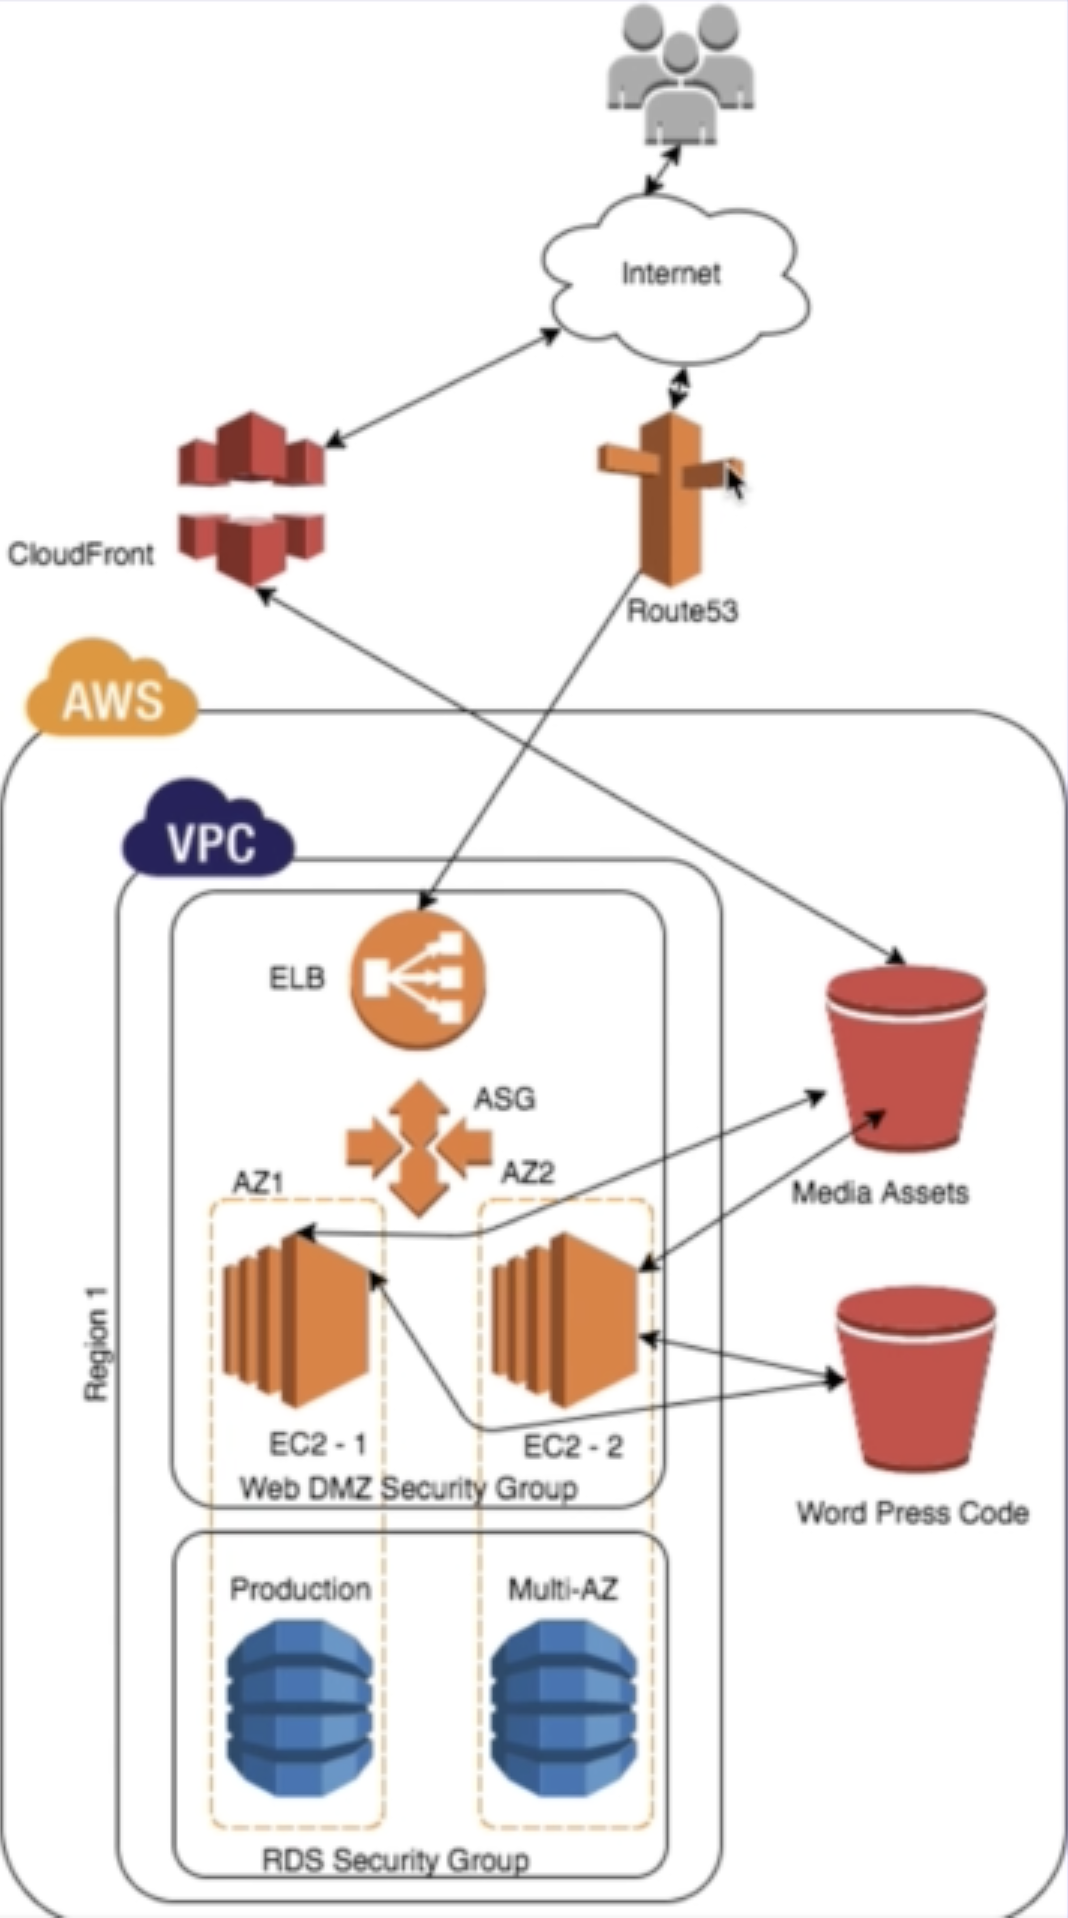 Internet
CloudFront
Route53
AWS
VPC
ELB
ASG
AZ1
AZ2
Media Assets
Region 1
EC2 - 1
EC2 - 2
Web DMZ Security Group
Word Press Code
Production
Multi-AZ
RDS Security Group